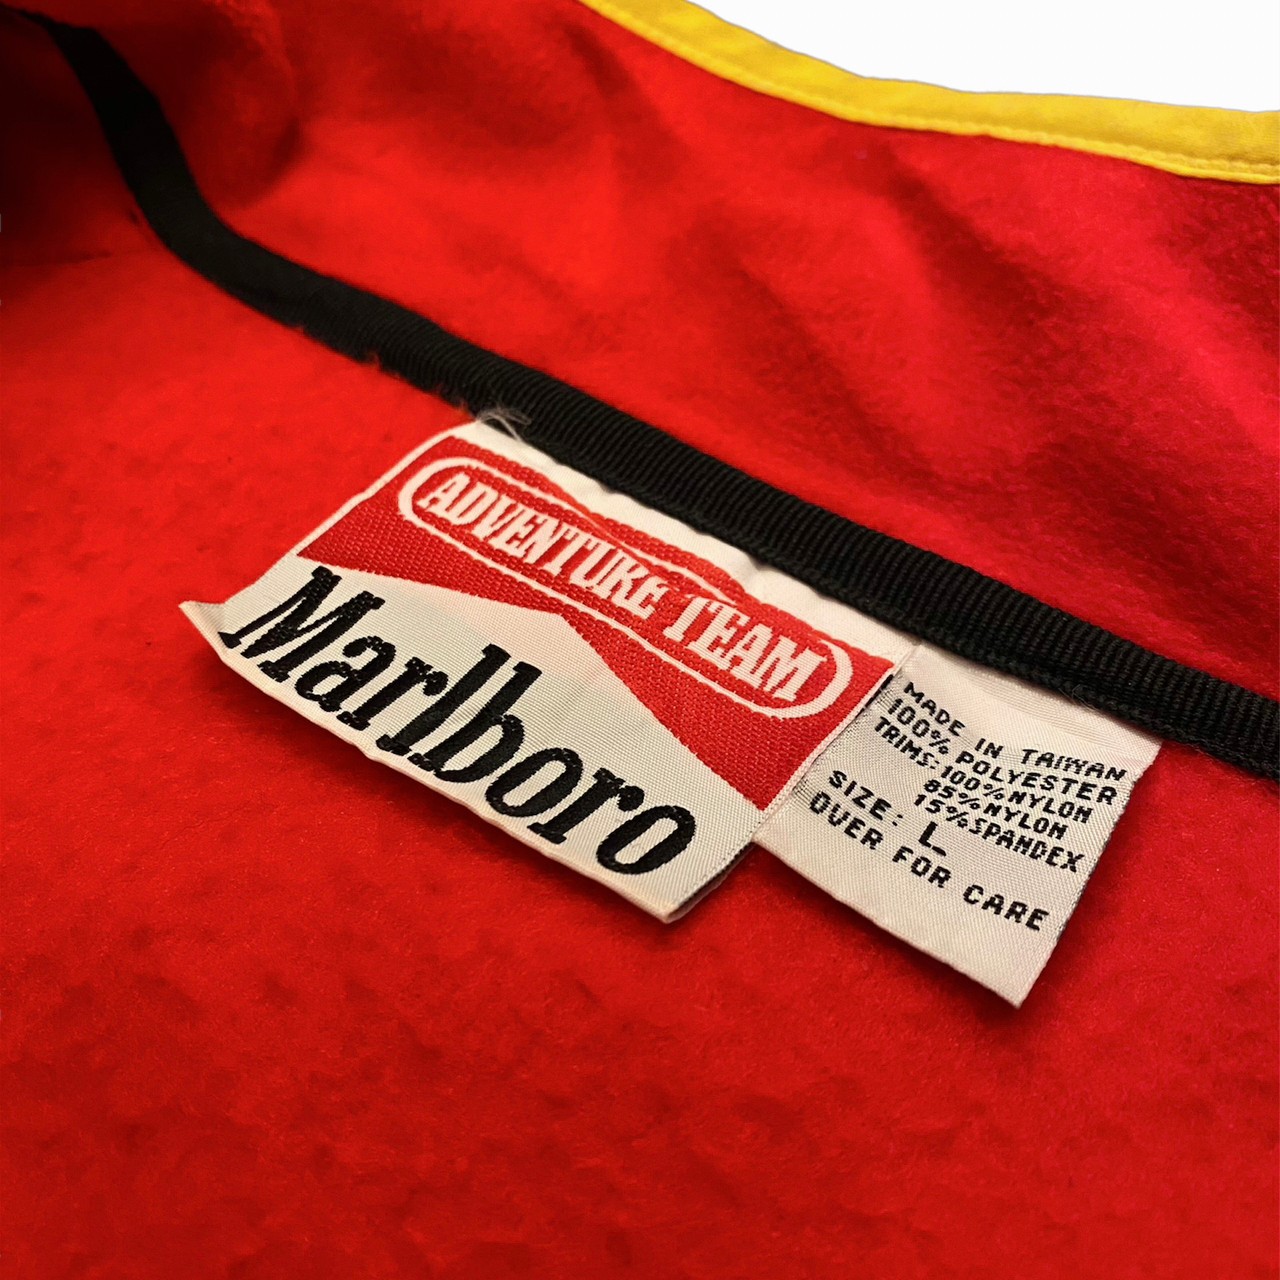 ADVENTURE TEAM
Marlboro
MADE IN TAIWAN
100% POLYESTER
TRIMS: 100% NYLON
85% NYLON
15% SPANDEX
SIZE: L
OVER FOR CARE